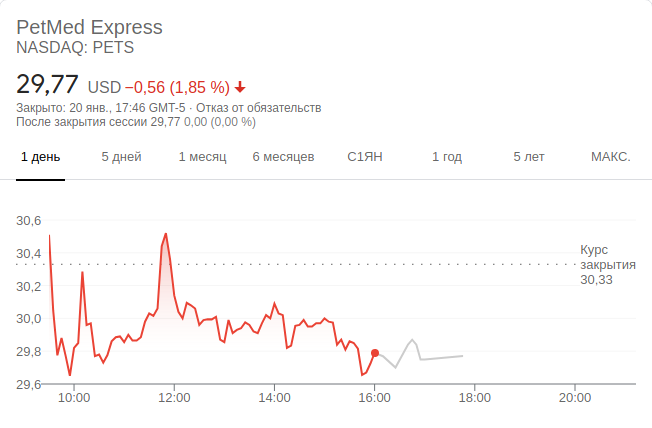 PetMed Express
NASDAQ: PETS
29,77 USD −0,56 (1,85 %)
Закрыто: 20 янв., 17:46 GMT-5 · Отказ от обязательств
После закрытия сессии 29,77 0,00 (0,00 %)
1 день 5 дней 1 месяц 6 месяцев С1ЯН 1 год 5 лет МАКС.
30,6
30,4
30,2
30,0
29,8
29,6
Курс
закрытия
30,33
10:00 12:00 14:00 16:00 18:00 20:00